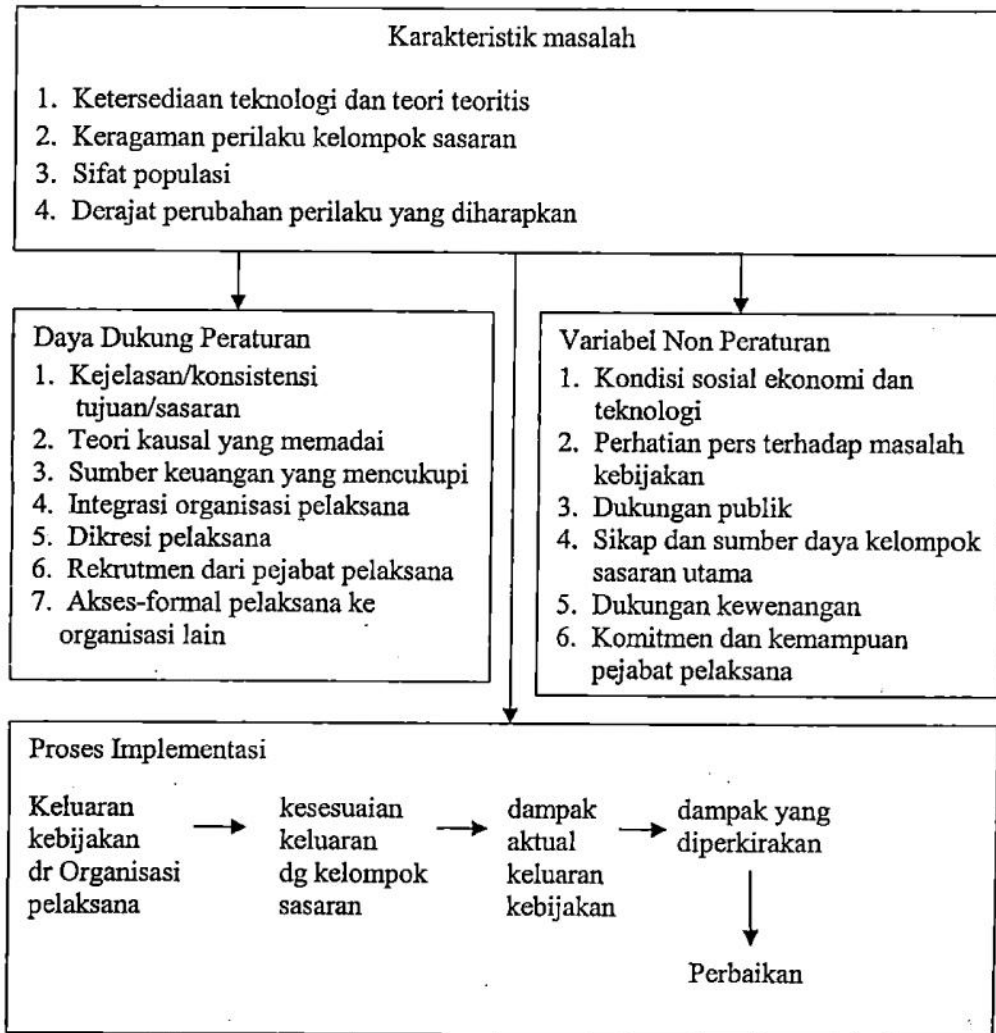 Karakteristik masalah
1. Ketersediaan teknologi dan teori teoritis
2. Keragaman perilaku kelompok sasaran
3. Sifat populasi
4. Derajat perubahan perilaku yang diharapkan
Daya Dukung Peraturan
1. Kejelasan/konsistensi
tujuan/sasaran
2. Teori kausal yang memadai
3. Sumber keuangan yang mencukupi
4. Integrasi organisasi pelaksana
5. Dikresi pelaksana
6. Rekrutmen dari pejabat pelaksana
7. Akses-formal pelaksana ke
organisasi lain
Variabel Non Peraturan
1. Kondisi sosial ekonomi dan
teknologi
2. Perhatian pers terhadap masalah
kebijakan
3. Dukungan publik
4. Sikap dan sumber daya kelompok
sasaran utama
5. Dukungan kewenangan
6. Komitmen dan kemampuan
pejabat pelaksana
Proses Implementasi
Keluaran
kebijakan
dr Organisasi
pelaksana
kesesuaian
keluaran
dg kelompok
sasaran
dampak
aktual
keluaran
kebijakan
dampak yang
diperkirakan
Perbaikan